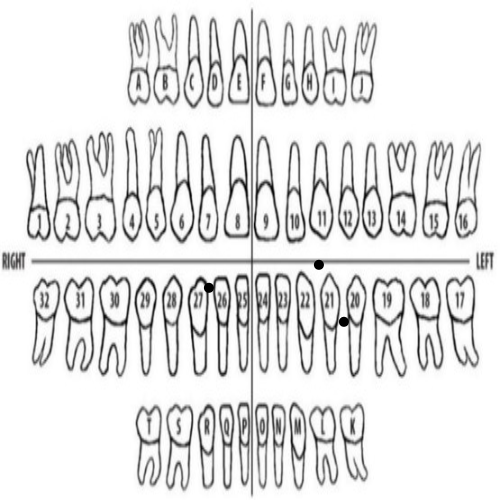 A B C D E F G H I J
1 2 3 4 5 6 7 8 9 10 11 12 13 14 15 16
RIGHT LEFT
32 31 30 29 28 27 26 25 24 23 22 21 20 19 18 17
T S R Q P O N M L K